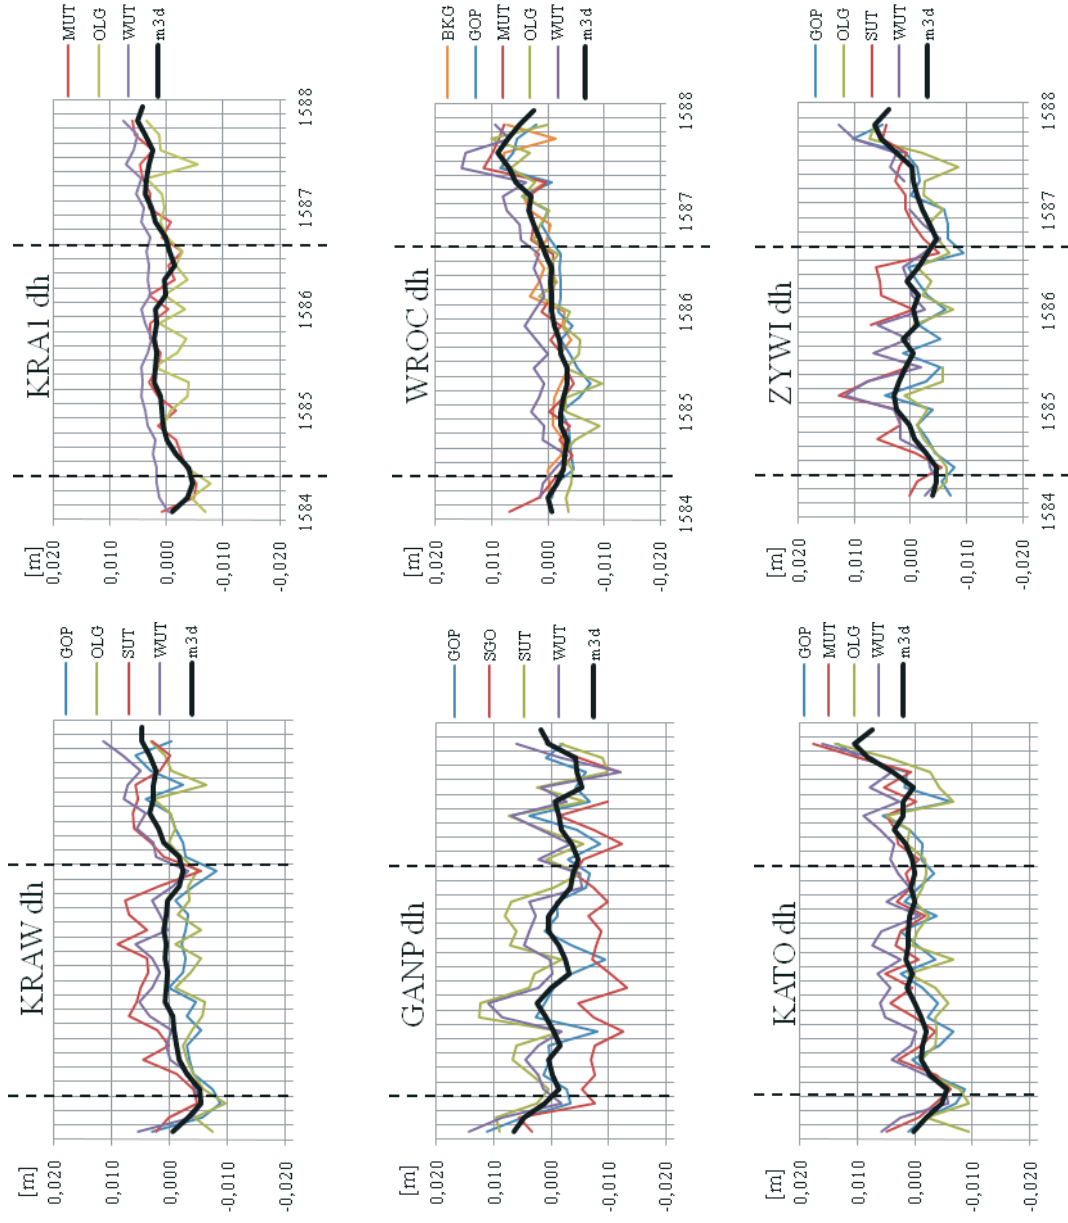 KRA1 dh
[m]
0,020
0,010
0,000
-0,010
-0,020
1584
1585
1586
1587
1588
MUT
OLG
WUT
m3d
WROC dh
[m]
0,020
0,010
0,000
-0,010
-0,020
1584
1585
1586
1587
1588
BKG
GOP
MUT
OLG
WUT
m3d
ZYWI dh
[m]
0,020
0,010
0,000
-0,010
-0,020
1584
1585
1586
1587
1588
GOP
OLG
SUT
WUT
m3d
KRAW dh
[m]
0,020
0,010
0,000
-0,010
-0,020
GOP
OLG
SUT
WUT
m3d
GANP dh
[m]
0,020
0,010
0,000
-0,010
-0,020
GOP
SGO
SUT
WUT
m3d
KATO dh
[m]
0,020
0,010
0,000
-0,010
-0,020
GOP
MUT
OLG
WUT
m3d